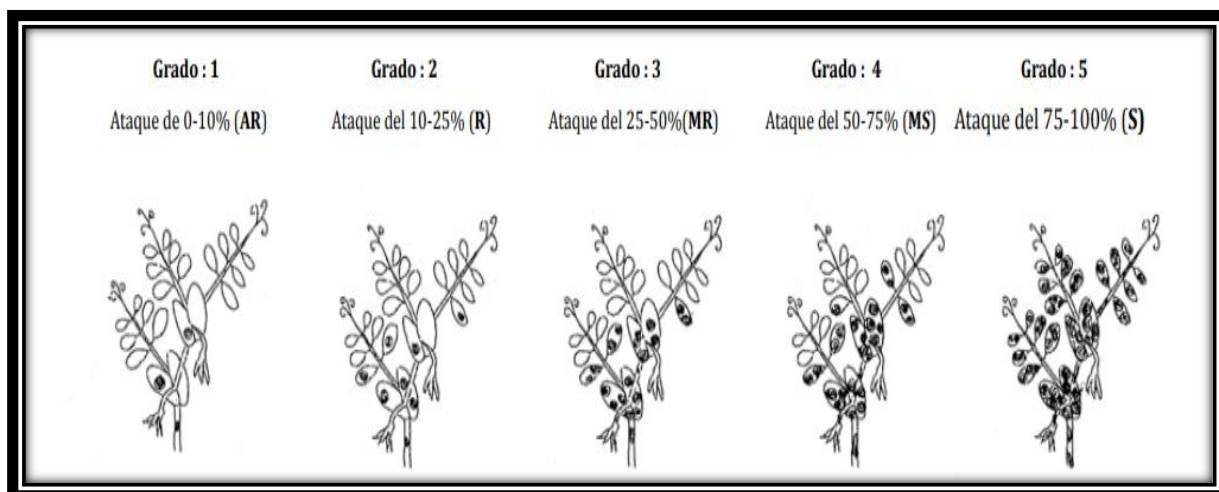 Grado : 1 Grado : 2 Grado : 3 Grado : 4 Grado : 5
Ataque de 0-10% (AR) Ataque del 10-25% (R) Ataque del 25-50%(MR) Ataque del 50-75% (MS) Ataque del 75-100% (S)